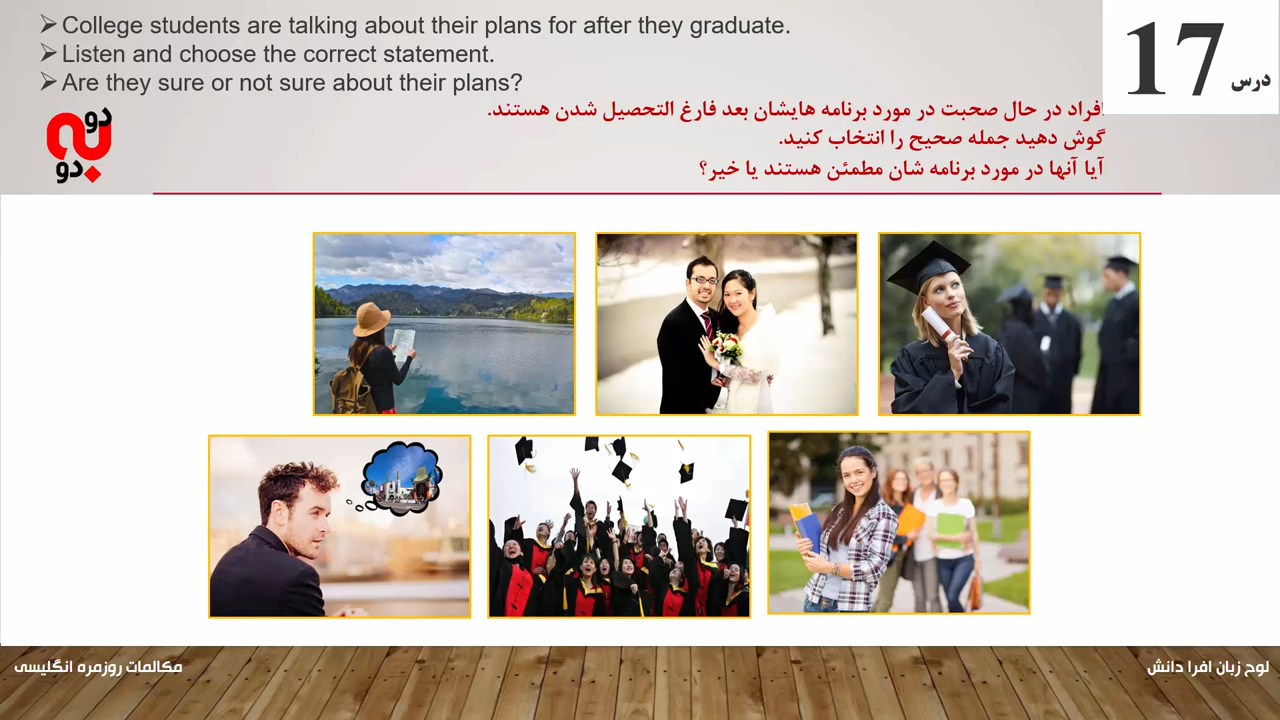 College students are talking about their plans for after they graduate.
Listen and choose the correct statement.
Are they sure or not sure about their plans?
درس 17
افراد در حال صحبت در مورد برنامه هایشان بعد فارغ التحصیل شدن هستند.
گوش دهید جمله صحیح را انتخاب کنید.
آیا آنها در مورد برنامه شان مطمئن هستند یا خیر؟
دو
به
دو
لوح زبان افرا دانش
مکالمات روزمره انگلیسی